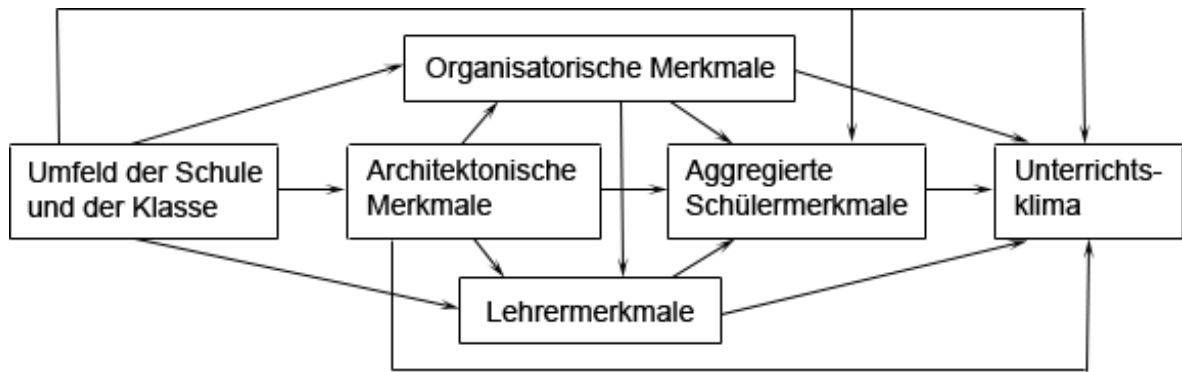 Organisatorische Merkmale
Umfeld der Schule
und der Klasse
Architektonische
Merkmale
Aggregierte
Schülermerkmale
Unterrichts-
klima
Lehrermerkmale